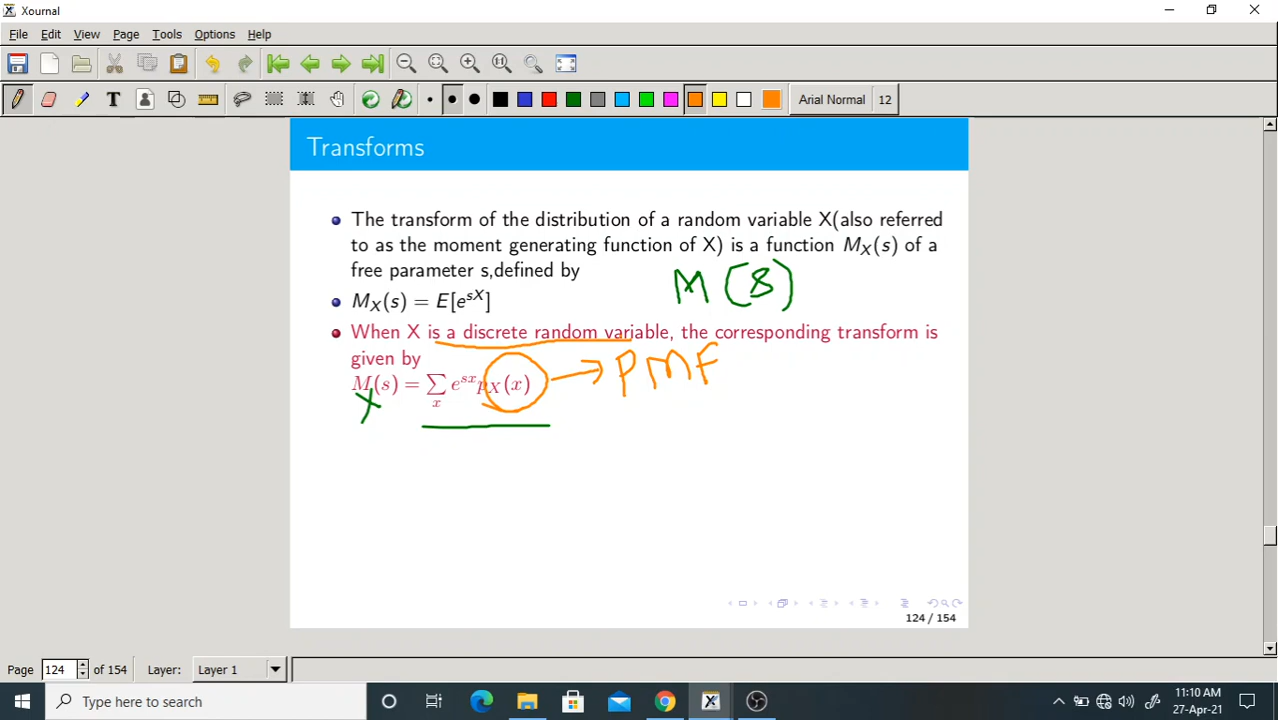 Xournal
File Edit View Page Tools Options Help
Arial Normal 12
Transforms
The transform of the distribution of a random variable X(also referred
to as the moment generating function of X) is a function M_X(s) of a
free parameter s,defined by
M (s)
M_X(s) = E[e^{sX}]
When X is a discrete random variable, the corresponding transform is
given by
M(s) = ∑_x e^{sx} p_X(x) → PMF
X
124 / 154
Page 124 of 154 Layer: Layer 1
Type here to search
11:10 AM
27-Apr-21